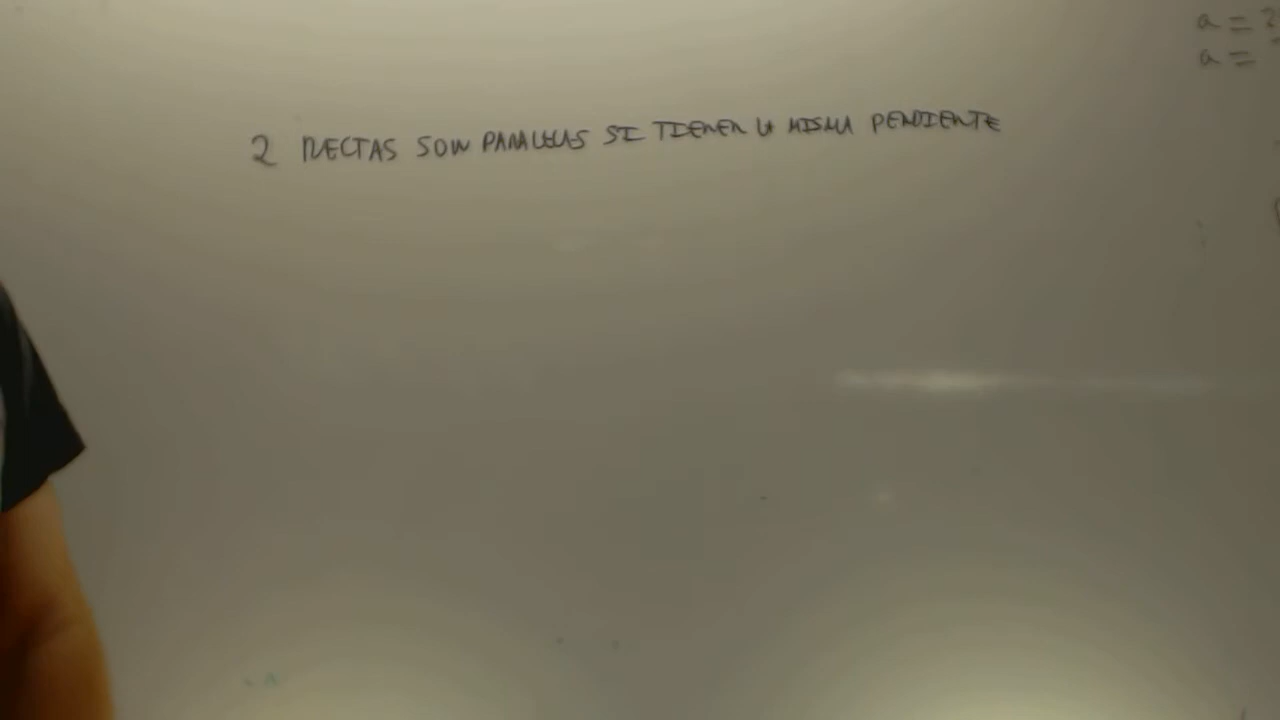 2 RECTAS SON PARALELAS SI TIENEN LA MISMA PENDIENTE
a =
a =